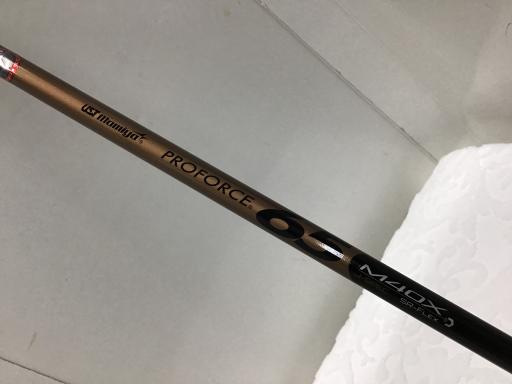 UST Mamiya
PROFORCE
65
M40X
SR-FLEX